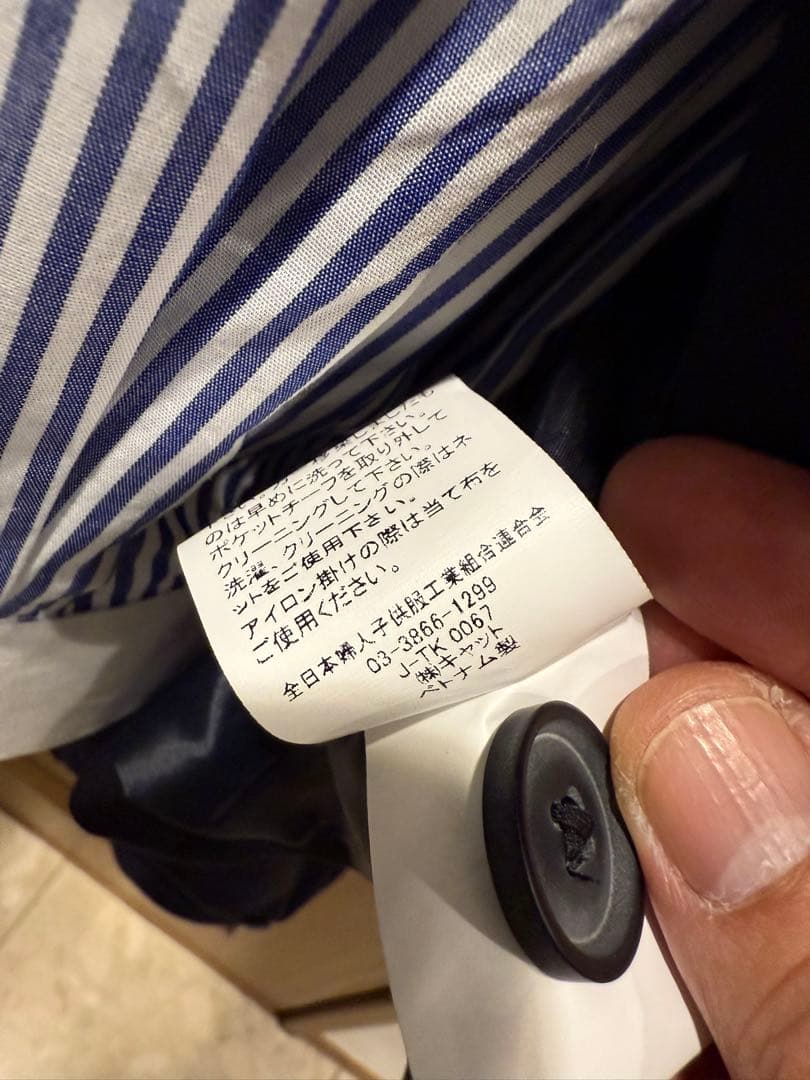 のは早めに洗って下さい。
ポケットチーフを取り外して
クリーニングして下さい。
洗濯、クリーニングの際はネ
ットをご使用下さい。
アイロン掛けの際は当て布を
ご使用ください。
全日本婦人子供服工業組合連合会
03-3866-1299
J-TK 0067
㈱キャット
ベトナム製